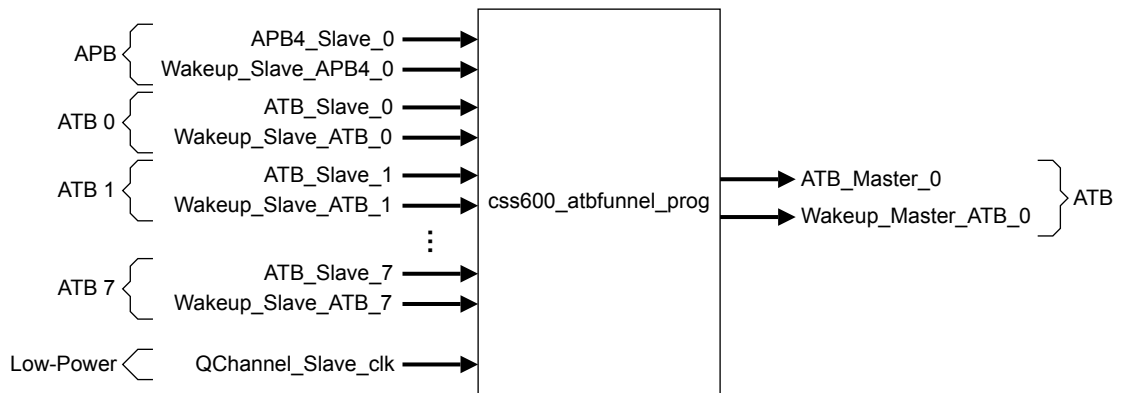 APB
APB4_Slave_0
Wakeup_Slave_APB4_0
ATB 0
ATB_Slave_0
Wakeup_Slave_ATB_0
ATB 1
ATB_Slave_1
Wakeup_Slave_ATB_1
...
ATB 7
ATB_Slave_7
Wakeup_Slave_ATB_7
Low-Power
QChannel_Slave_clk
css600_atbfunnel_prog
ATB_Master_0
Wakeup_Master_ATB_0
ATB